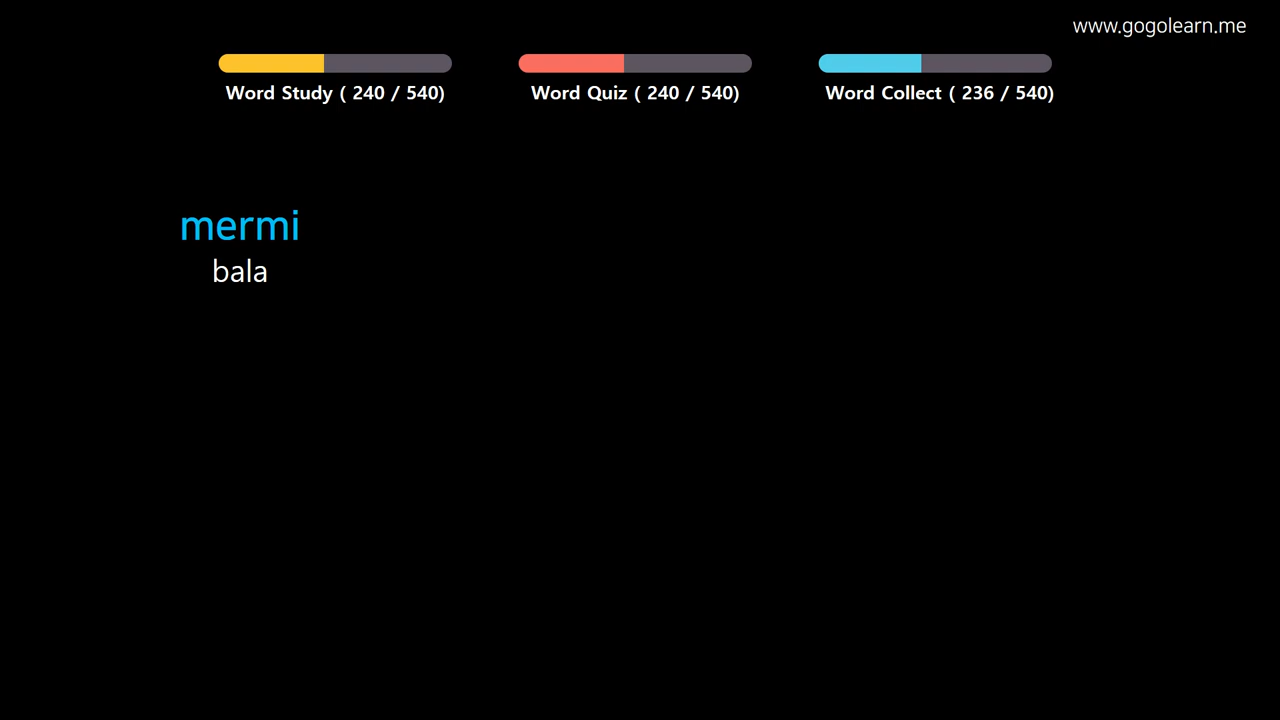 www.gogolearn.me
Word Study ( 240 / 540)
Word Quiz ( 240 / 540)
Word Collect ( 236 / 540)
mermi
bala